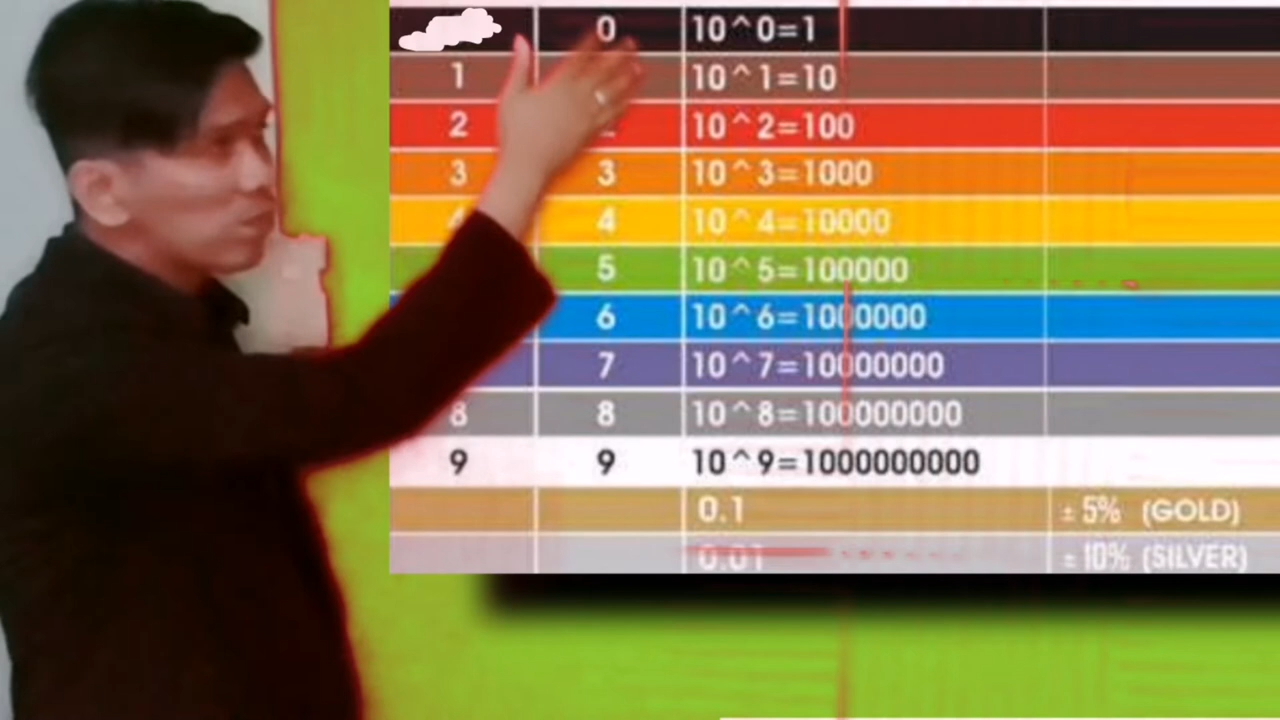 0 10^0=1
1 10^1=10
2 10^2=100
3 3 10^3=1000
4 10^4=10000
5 10^5=100000
6 10^6=1000000
7 10^7=10000000
8 8 10^8=100000000
9 9 10^9=1000000000
0.1 ± 5% (GOLD)
0.01 ± 10% (SILVER)